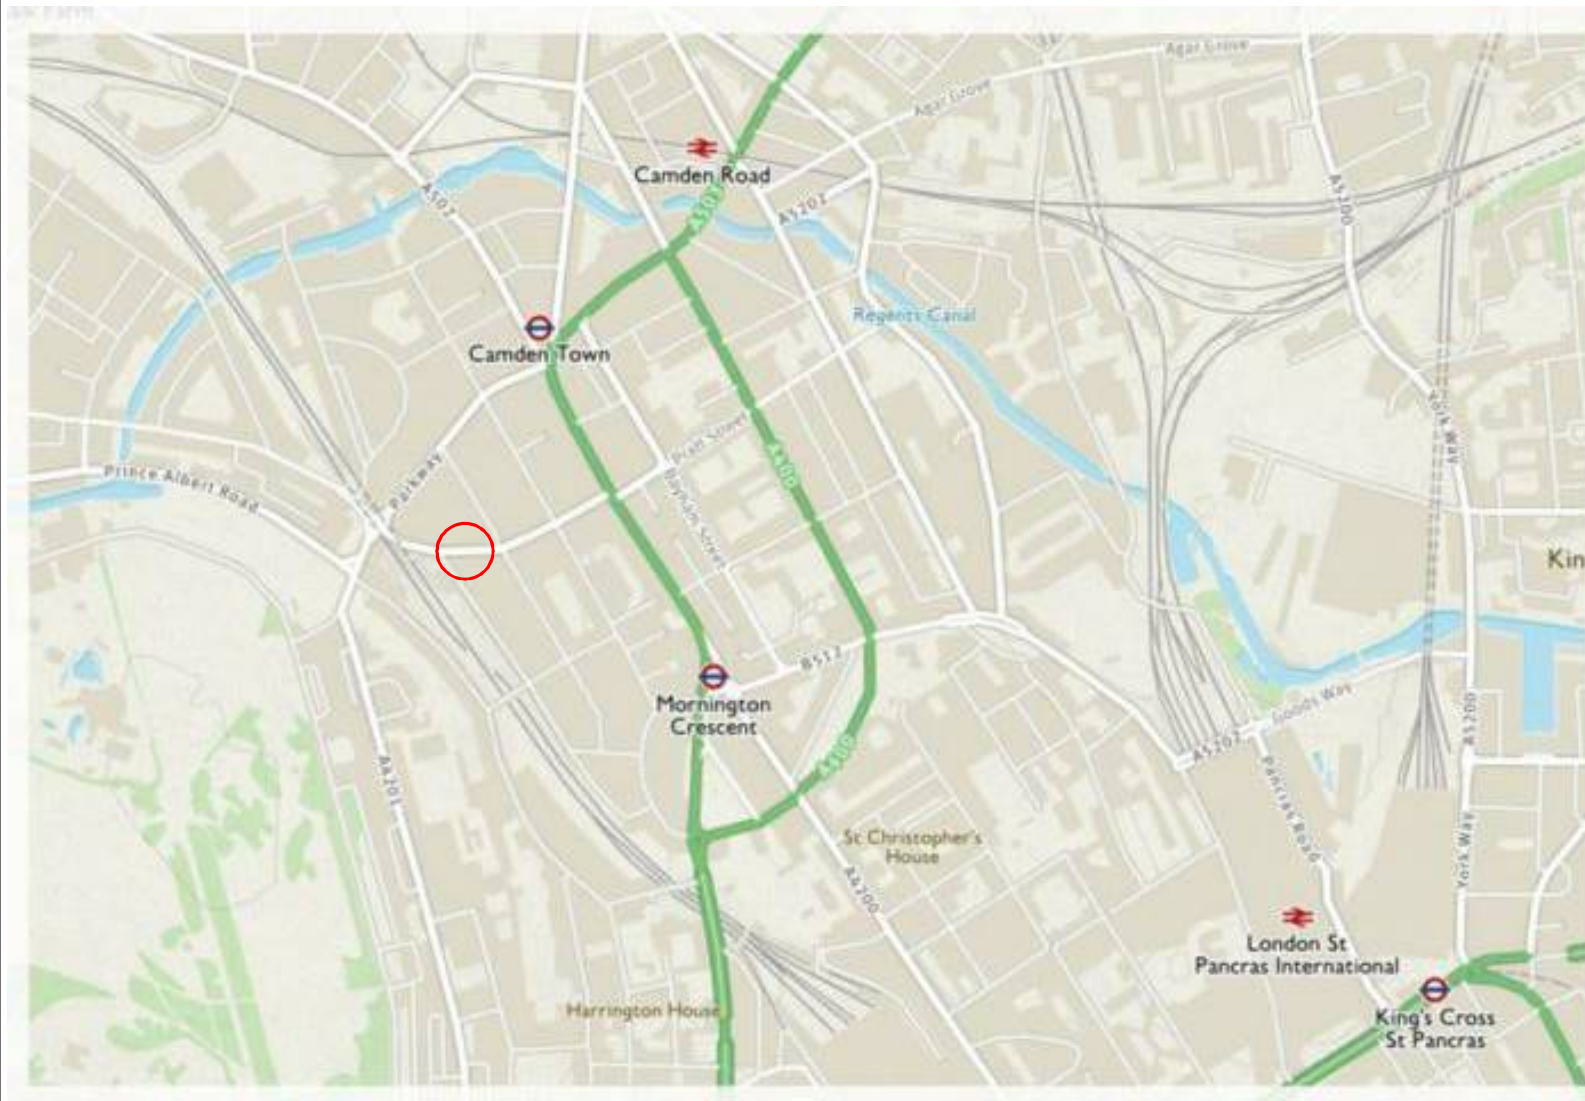 Agar Grove
Agar Grove
Camden Road
A503
A5202
A502
A5200
Regents Canal
Camden Town
York Way
Pratt Street
A400
Parkway
Prince Albert Road
Bayham Street
Kin
B512
Mornington
Crescent
Goods Way
A5200
A5202
A400
A4201
Pancras Road
St Christopher's
House
York Way
A4200
London St
Pancras International
Harrington House
King's Cross
St Pancras